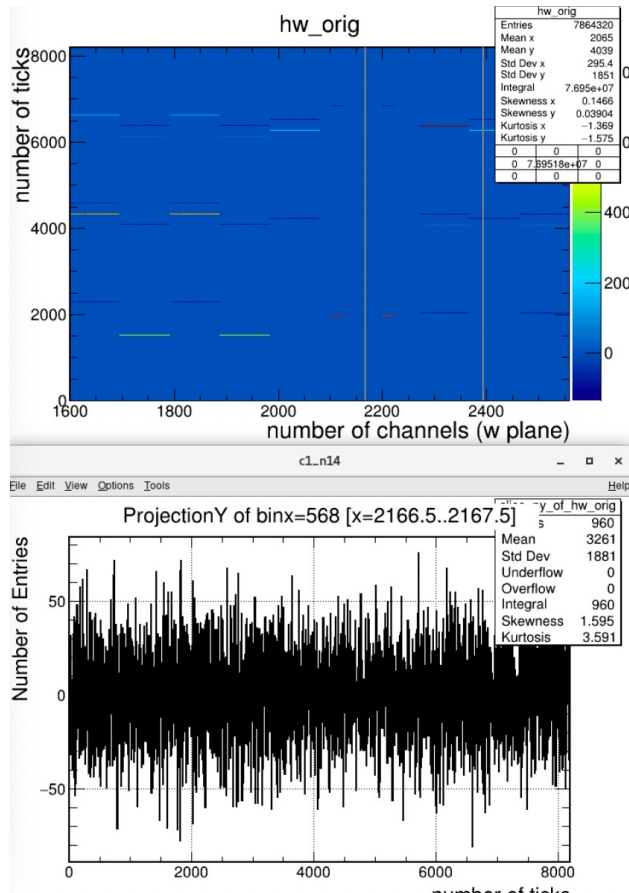 hw_orig
hw_orig
Entries 7864320
Mean x 2065
Mean y 4039
Std Dev x 295.4
Std Dev y 1851
Integral 7.695e+07
Skewness x 0.1466
Skewness y 0.03904
Kurtosis x −1.369
Kurtosis y −1.575
0 0 0
0 7.69518e+07 0
0 0 0
number of ticks
8000
6000
4000
2000
0
400
200
0
1600 1800 2000 2200 2400
number of channels (w plane)
c1_n14
File Edit View Options Tools Help
ProjectionY of binx=568 [x=2166.5..2167.5]
_py_of_hw_orig
s 960
Mean 3261
Std Dev 1881
Underflow 0
Overflow 0
Integral 960
Skewness 1.595
Kurtosis 3.591
Number of Entries
50
0
−50
0 2000 4000 6000 8000
number of ticks